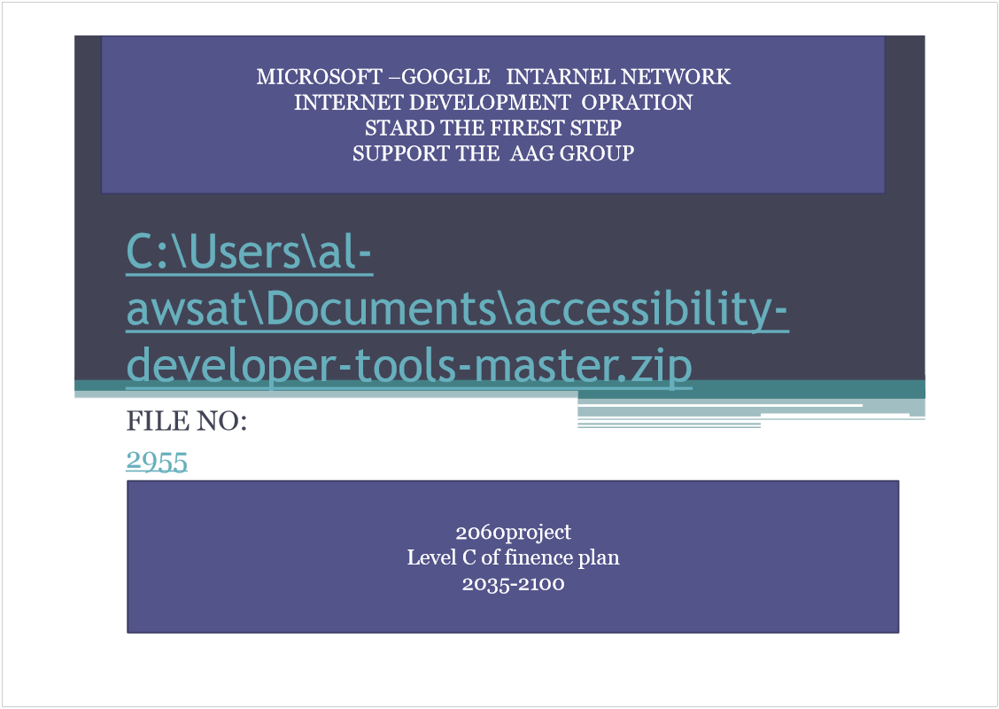 MICROSOFT –GOOGLE   INTARNEL NETWORK
INTERNET DEVELOPMENT  OPRATION
STARD THE FIREST STEP
SUPPORT THE  AAG GROUP
C:\Users\al-
awsat\Documents\accessibility-
developer-tools-master.zip
FILE NO:
2955
2060project
Level C of finence plan
2035-2100